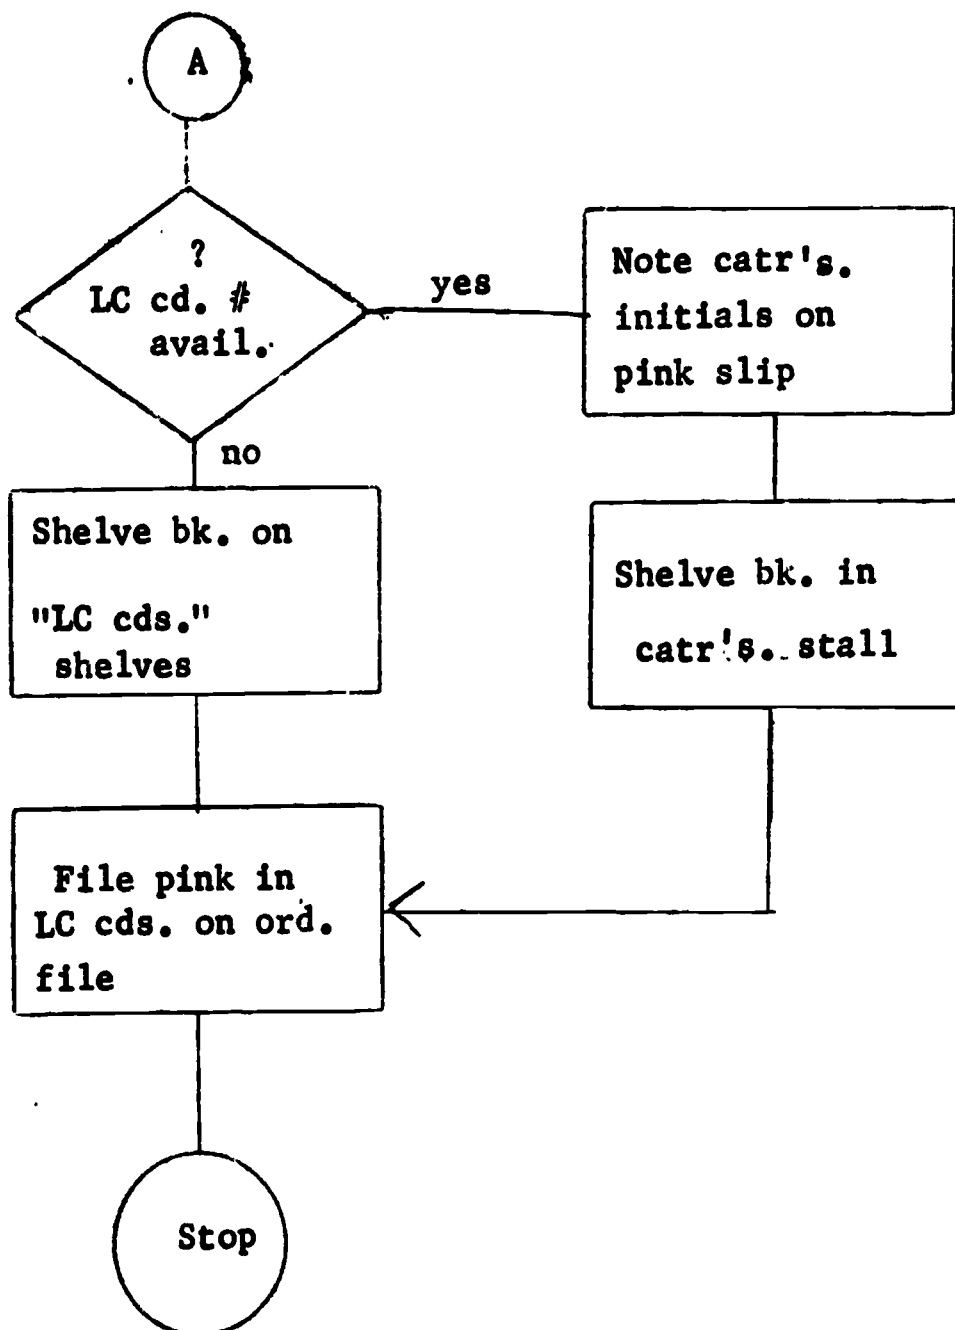 A
?
LC cd. #
avail.
yes
no
Note catr's.
initials on
pink slip
Shelve bk. on
"LC cds."
shelves
Shelve bk. in
catr's. stall
File pink in
LC cds. on ord.
file
Stop